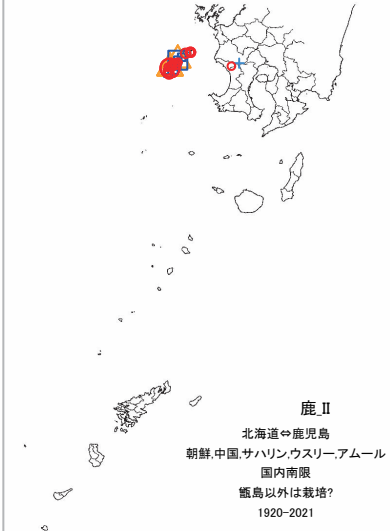 鹿_II
北海道⇔鹿児島
朝鮮,中国,サハリン,ウスリー,アムール
国内南限
甑島以外は栽培?
1920-2021